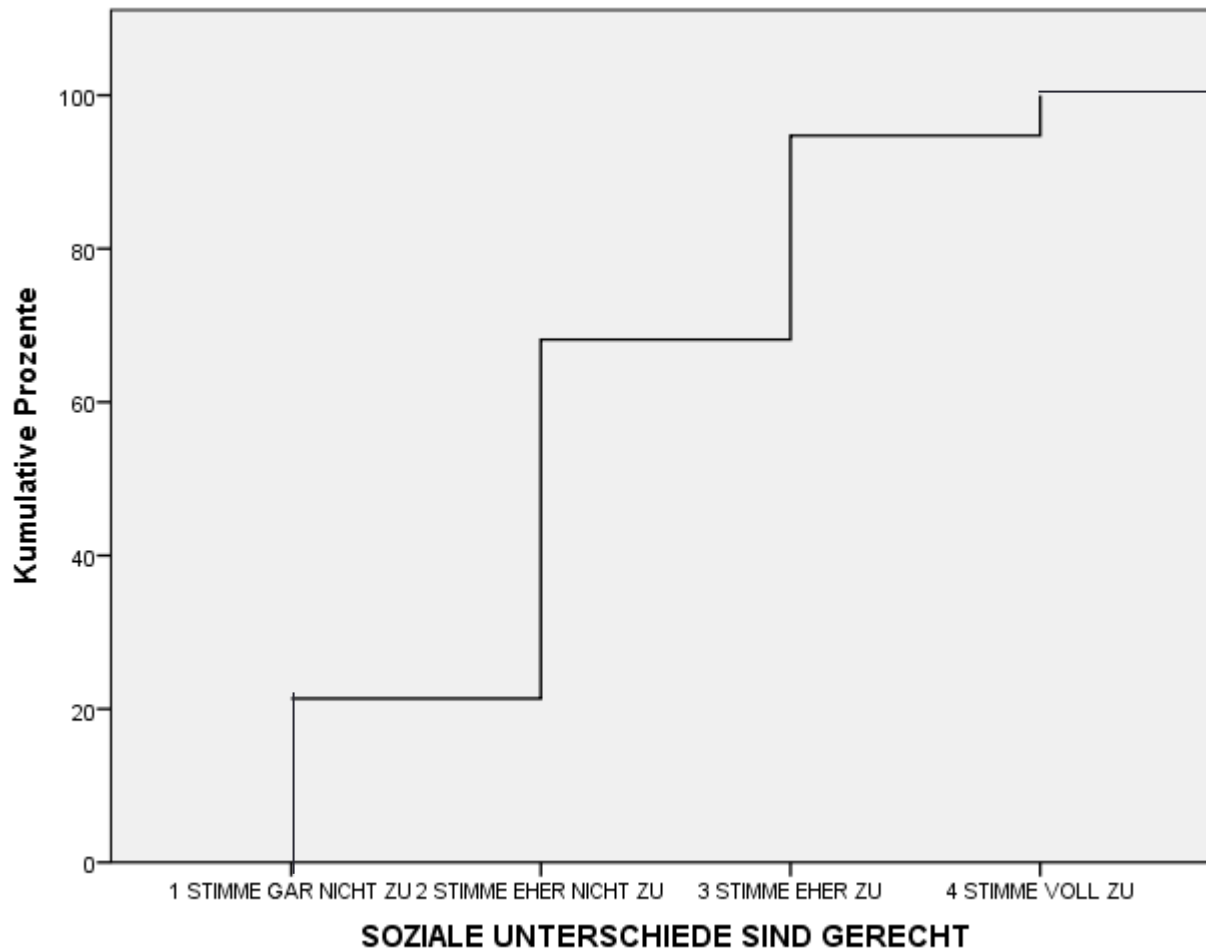 Kumulative Prozente
100
80
60
40
20
0
1 STIMME GAR NICHT ZU 2 STIMME EHER NICHT ZU 3 STIMME EHER ZU 4 STIMME VOLL ZU
SOZIALE UNTERSCHIEDE SIND GERECHT